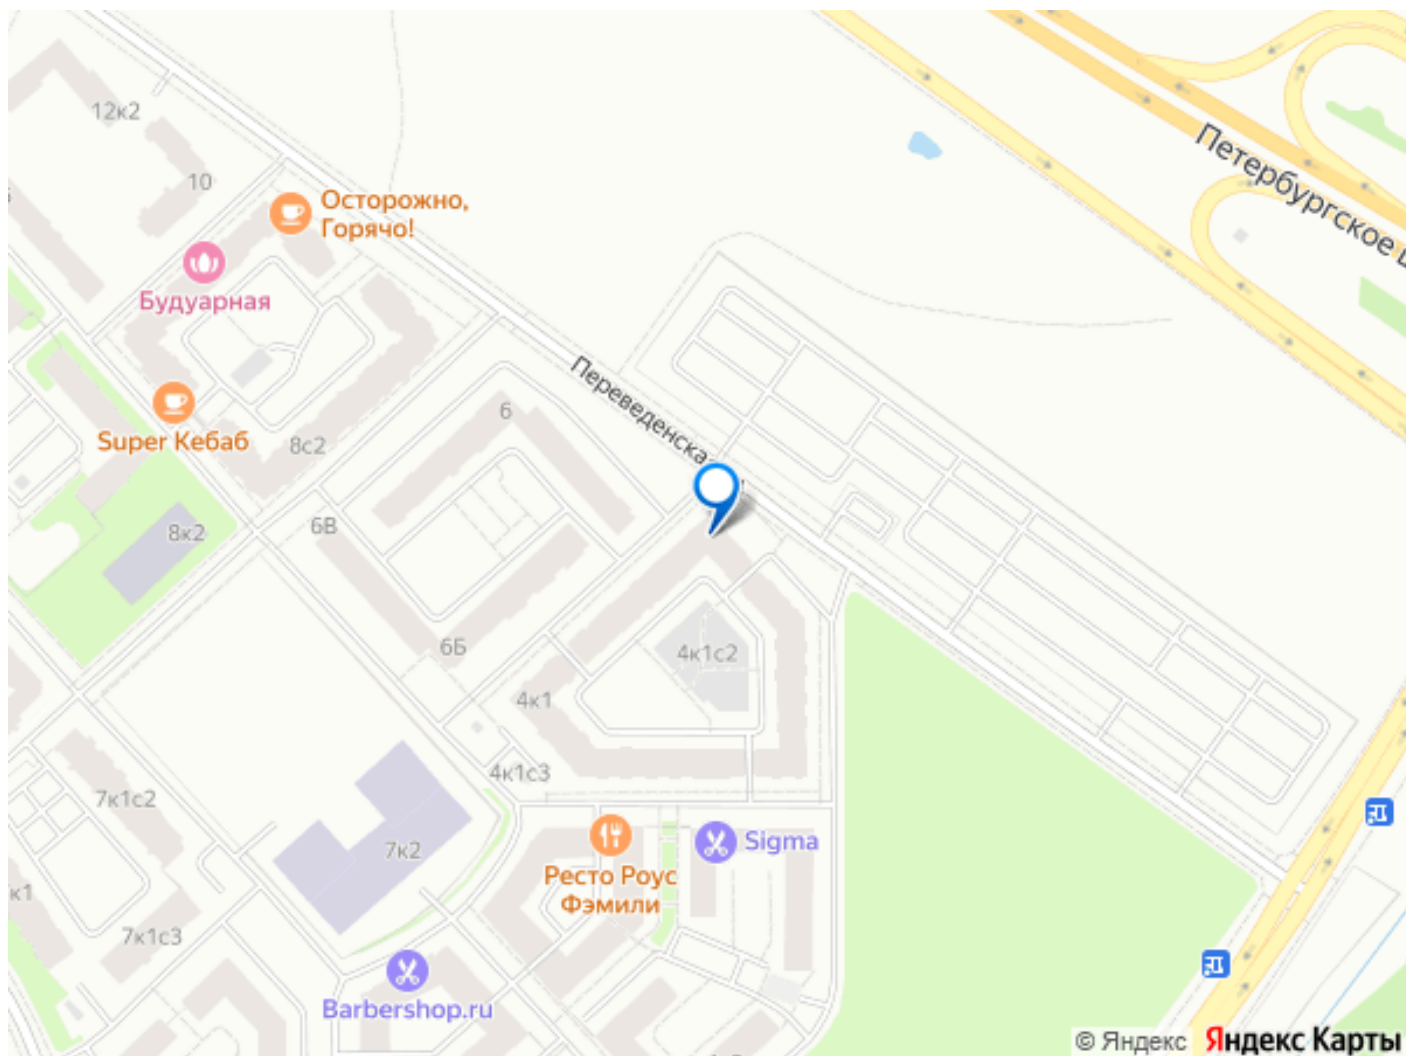 12к2
Петербургское
10
Осторожно,
Горячо!
Будуарная
Переведенска
6
Super Кебаб
8с2
6В
8к2
6Б
4к1с2
4к1
4к1с3
7к1с2
Sigma
7к2
Ресто Роус
Фэмили
к1
7к1с3
Barbershop.ru
© Яндекс Яндекс Карты